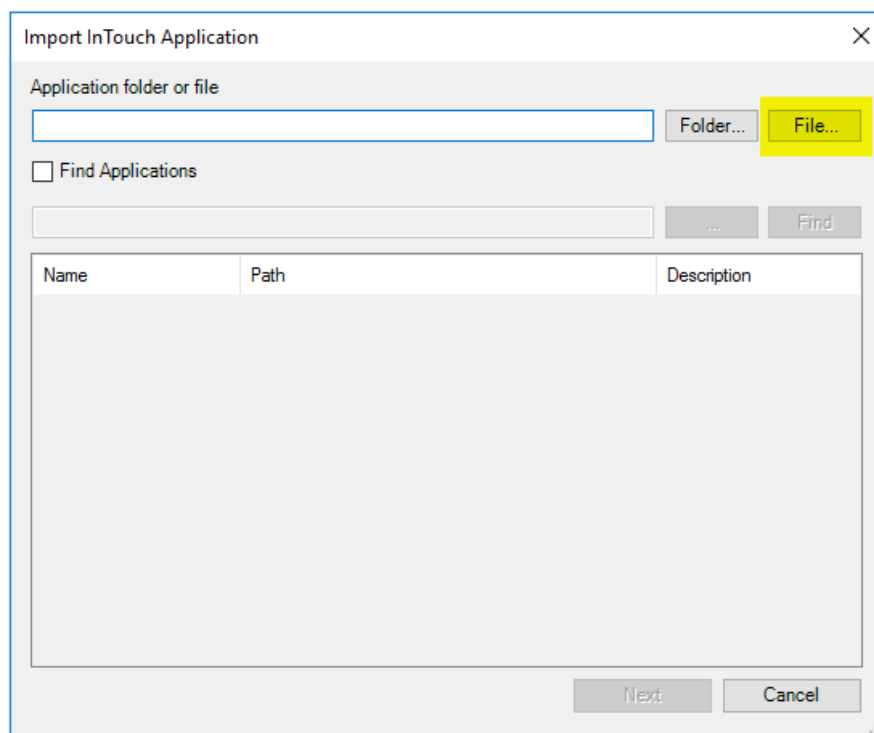 Import InTouch Application
Application folder or file
Folder... File...
Find Applications
... Find
Name Path Description
Next Cancel